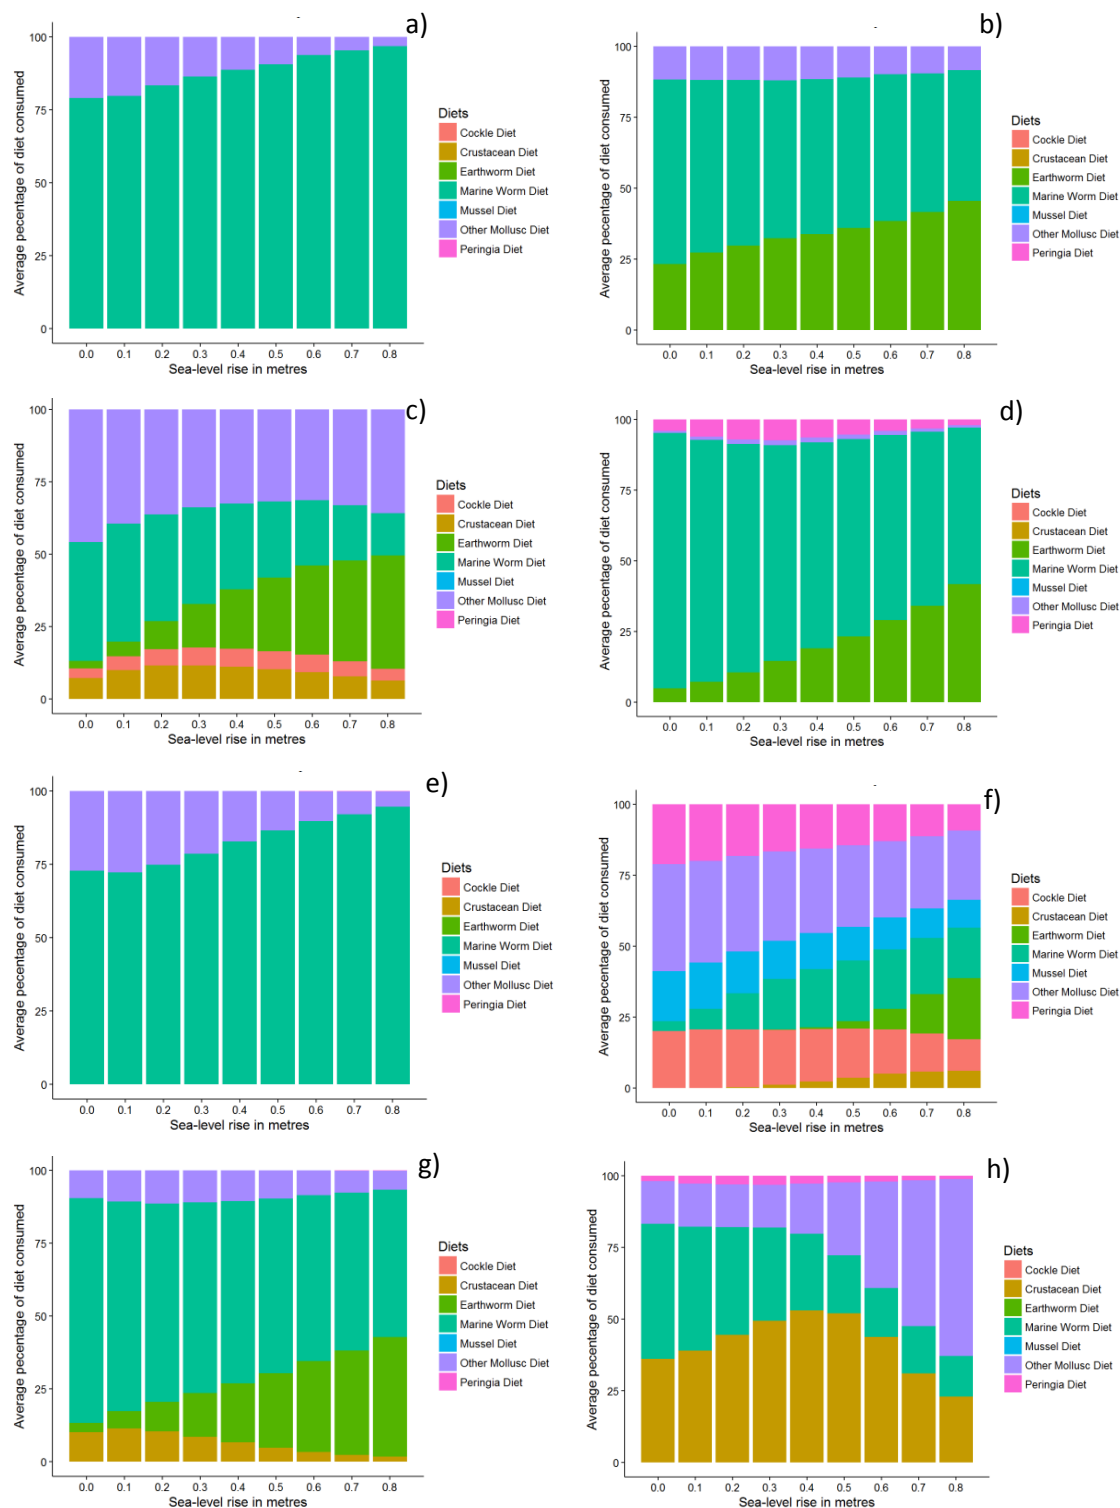 a)
Average pecentage of diet consumed
100
75
50
25
0
0.0 0.1 0.2 0.3 0.4 0.5 0.6 0.7 0.8
Sea-level rise in metres
Diets
Cockle Diet
Crustacean Diet
Earthworm Diet
Marine Worm Diet
Mussel Diet
Other Mollusc Diet
Peringia Diet
b)
Average pecentage of diet consumed
100
75
50
25
0
0.0 0.1 0.2 0.3 0.4 0.5 0.6 0.7 0.8
Sea-level rise in metres
Diets
Cockle Diet
Crustacean Diet
Earthworm Diet
Marine Worm Diet
Mussel Diet
Other Mollusc Diet
Peringia Diet
c)
Average pecentage of diet consumed
100
75
50
25
0
0.0 0.1 0.2 0.3 0.4 0.5 0.6 0.7 0.8
Sea-level rise in metres
Diets
Cockle Diet
Crustacean Diet
Earthworm Diet
Marine Worm Diet
Mussel Diet
Other Mollusc Diet
Peringia Diet
d)
Average pecentage of diet consumed
100
75
50
25
0
0.0 0.1 0.2 0.3 0.4 0.5 0.6 0.7 0.8
Sea-level rise in metres
Diets
Cockle Diet
Crustacean Diet
Earthworm Diet
Marine Worm Diet
Mussel Diet
Other Mollusc Diet
Peringia Diet
e)
Average pecentage of diet consumed
100
75
50
25
0
0.0 0.1 0.2 0.3 0.4 0.5 0.6 0.7 0.8
Sea-level rise in metres
Diets
Cockle Diet
Crustacean Diet
Earthworm Diet
Marine Worm Diet
Mussel Diet
Other Mollusc Diet
Peringia Diet
f)
Average pecentage of diet consumed
100
75
50
25
0
0.0 0.1 0.2 0.3 0.4 0.5 0.6 0.7 0.8
Sea-level rise in metres
Diets
Cockle Diet
Crustacean Diet
Earthworm Diet
Marine Worm Diet
Mussel Diet
Other Mollusc Diet
Peringia Diet
g)
Average pecentage of diet consumed
100
75
50
25
0
0.0 0.1 0.2 0.3 0.4 0.5 0.6 0.7 0.8
Sea-level rise in metres
Diets
Cockle Diet
Crustacean Diet
Earthworm Diet
Marine Worm Diet
Mussel Diet
Other Mollusc Diet
Peringia Diet
h)
Average pecentage of diet consumed
100
75
50
25
0
0.0 0.1 0.2 0.3 0.4 0.5 0.6 0.7 0.8
Sea-level rise in metres
Diets
Cockle Diet
Crustacean Diet
Earthworm Diet
Marine Worm Diet
Mussel Diet
Other Mollusc Diet
Peringia Diet